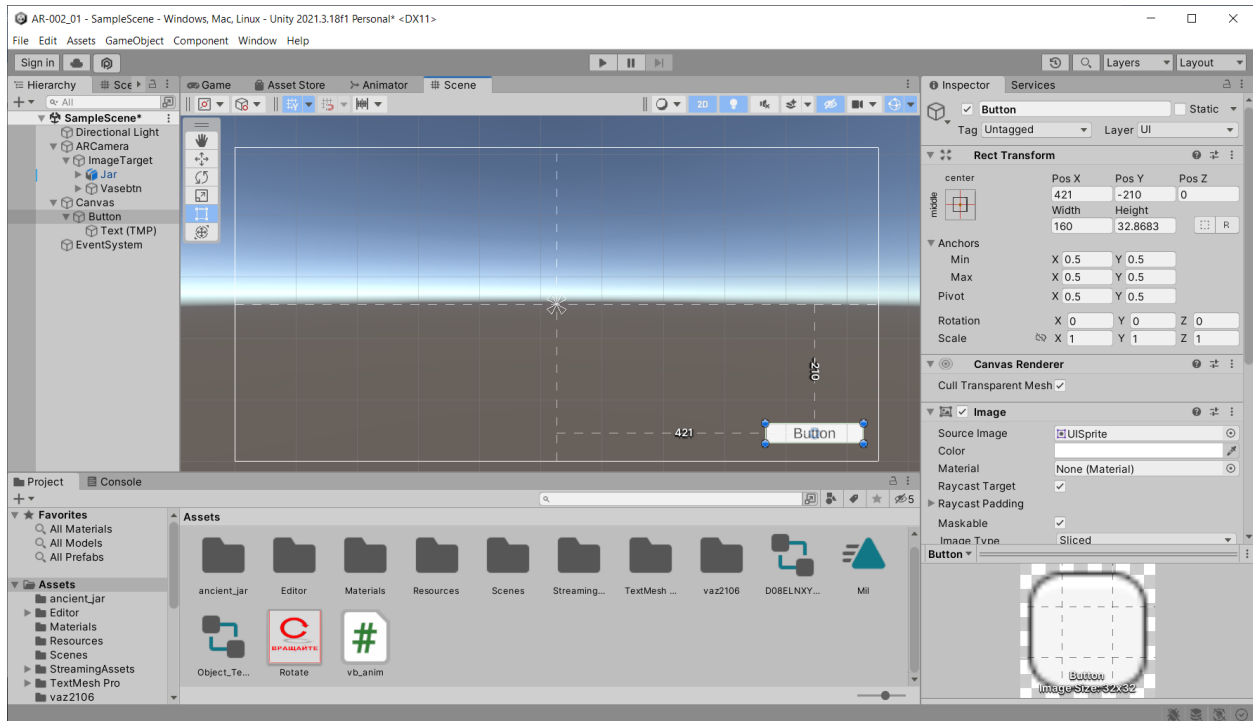 AR-002_01 - SampleScene - Windows, Mac, Linux - Unity 2021.3.18f1 Personal* <DX11>
File Edit Assets GameObject Component Window Help
Sign in Layers Layout
Hierarchy Sce Game Asset Store Animator Scene Inspector Services
All 2D Button Static
SampleScene* Tag Untagged Layer UI
Directional Light
ARCamera
ImageTarget
Jar
Vasebtn
Canvas
Button
Text (TMP)
EventSystem
421
-210
Button
Rect Transform
center
middle
Pos X Pos Y Pos Z
421 -210 0
Width Height
160 32.8683 R
Anchors
Min X 0.5 Y 0.5
Max X 0.5 Y 0.5
Pivot X 0.5 Y 0.5
Rotation X 0 Y 0 Z 0
Scale X 1 Y 1 Z 1
Canvas Renderer
Cull Transparent Mesh
Image
Source Image UISprite
Color
Material None (Material)
Raycast Target
Raycast Padding
Maskable
Image Type Sliced
Button
Button
Image Size: 32x32
Project Console
5
Favorites
All Materials
All Models
All Prefabs
Assets
ancient_jar
Editor
Materials
Resources
Scenes
StreamingAssets
TextMesh Pro
vaz2106
Assets
ancient_jar Editor Materials Resources Scenes Streaming... TextMesh ... vaz2106 D08ELNXY... Mil
С
ВРАЩАЙТЕ
#
Object_Te... Rotate vb_anim